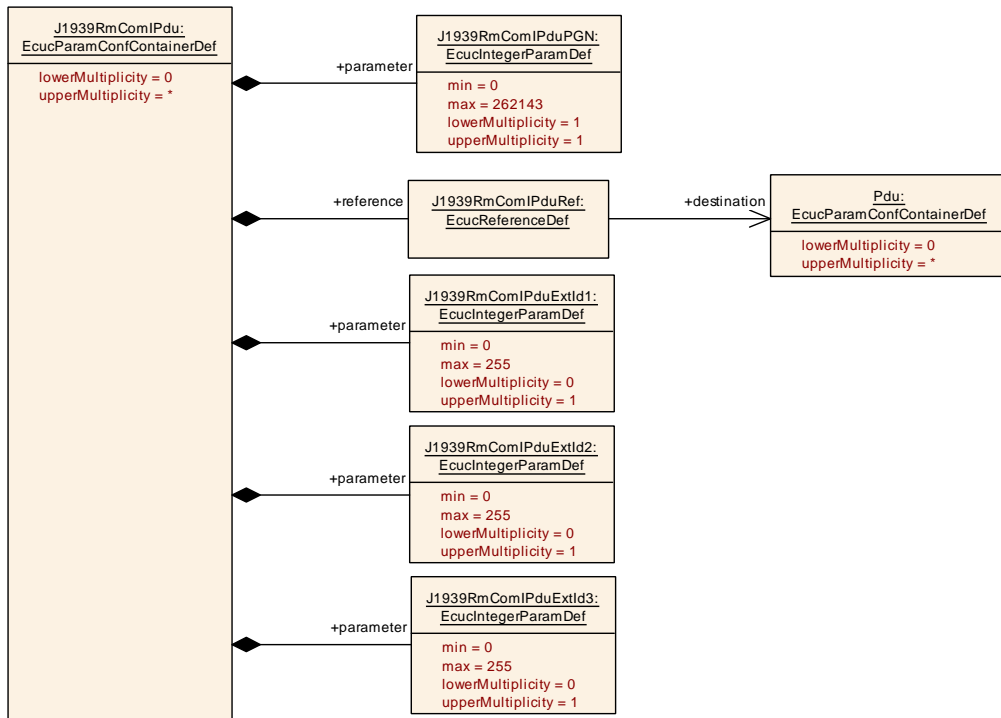 J1939RmComIPdu:
EcucParamConfContainerDef
lowerMultiplicity = 0
upperMultiplicity = *
+parameter
J1939RmComIPduPGN:
EcucIntegerParamDef
min = 0
max = 262143
lowerMultiplicity = 1
upperMultiplicity = 1
+reference
J1939RmComIPduRef:
EcucReferenceDef
+destination
Pdu:
EcucParamConfContainerDef
lowerMultiplicity = 0
upperMultiplicity = *
+parameter
J1939RmComIPduExtId1:
EcucIntegerParamDef
min = 0
max = 255
lowerMultiplicity = 0
upperMultiplicity = 1
+parameter
J1939RmComIPduExtId2:
EcucIntegerParamDef
min = 0
max = 255
lowerMultiplicity = 0
upperMultiplicity = 1
+parameter
J1939RmComIPduExtId3:
EcucIntegerParamDef
min = 0
max = 255
lowerMultiplicity = 0
upperMultiplicity = 1